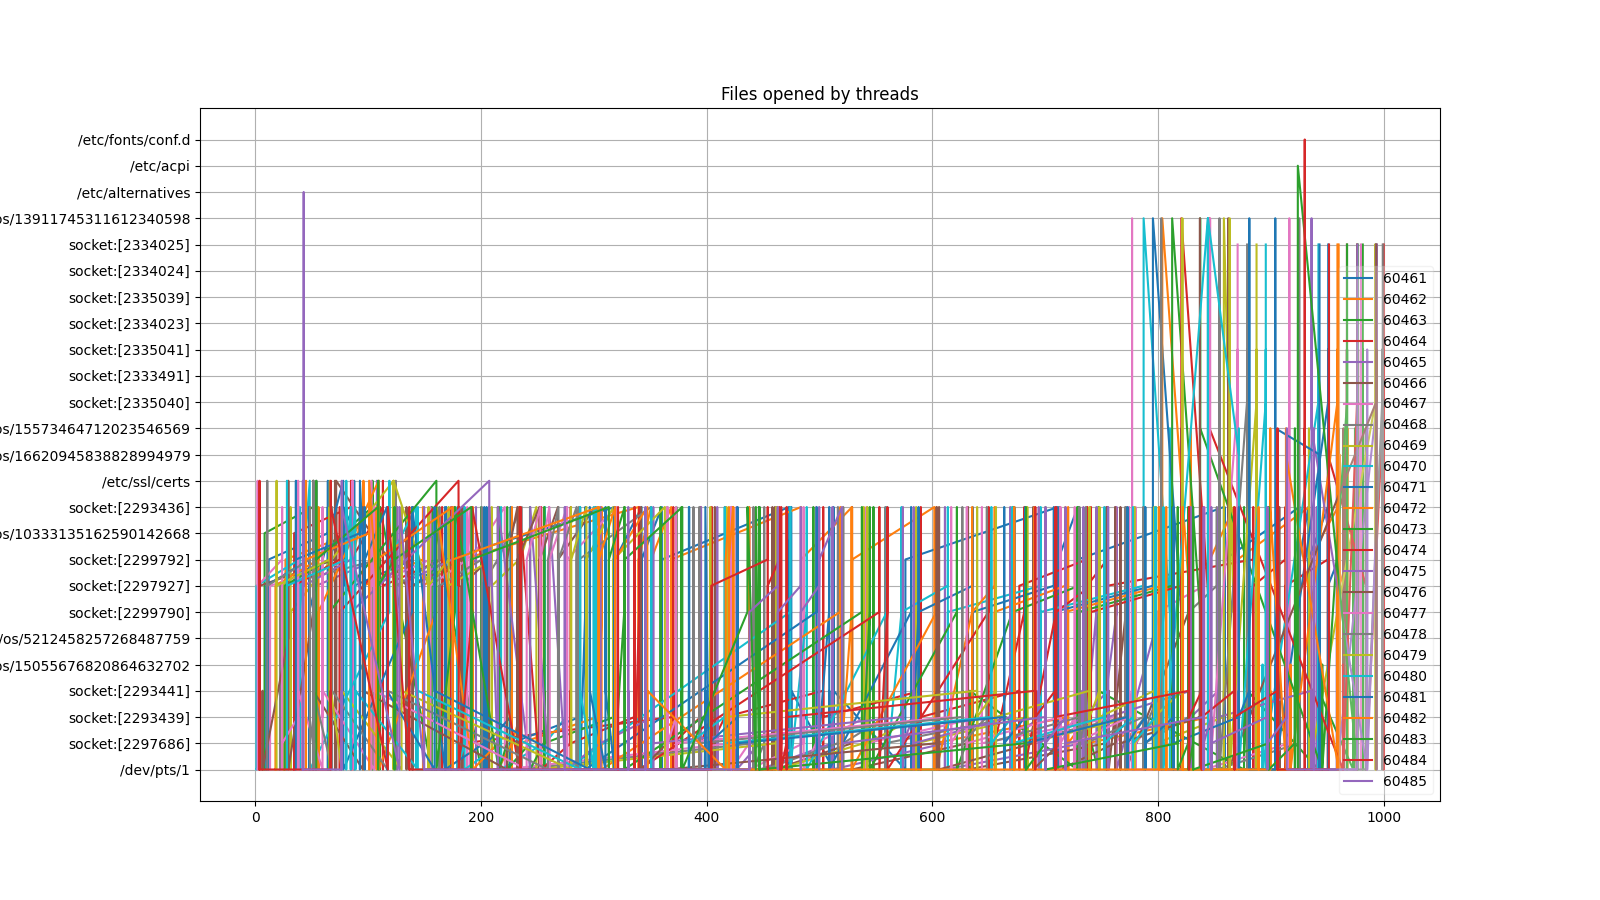 Files opened by threads
/etc/fonts/conf.d
/etc/acpi
/etc/alternatives
os/13911745311612340598
socket:[2334025]
socket:[2334024]
socket:[2335039]
socket:[2334023]
socket:[2335041]
socket:[2333491]
socket:[2335040]
os/15573464712023546569
os/16620945838828994979
/etc/ssl/certs
socket:[2293436]
os/10333135162590142668
socket:[2299792]
socket:[2297927]
socket:[2299790]
/os/5212458257268487759
os/15055676820864632702
socket:[2293441]
socket:[2293439]
socket:[2297686]
/dev/pts/1
0 200 400 600 800 1000
60461
60462
60463
60464
60465
60466
60467
60468
60469
60470
60471
60472
60473
60474
60475
60476
60477
60478
60479
60480
60481
60482
60483
60484
60485